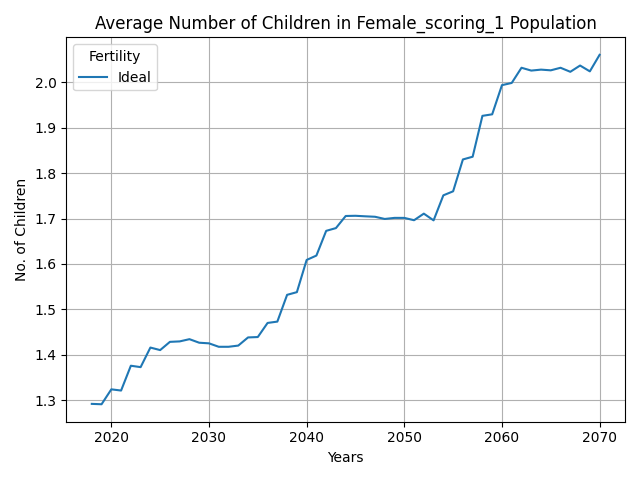 Average Number of Children in Female_scoring_1 Population
Fertility
Ideal
No. of Children
2.0
1.9
1.8
1.7
1.6
1.5
1.4
1.3
2020 2030 2040 2050 2060 2070
Years